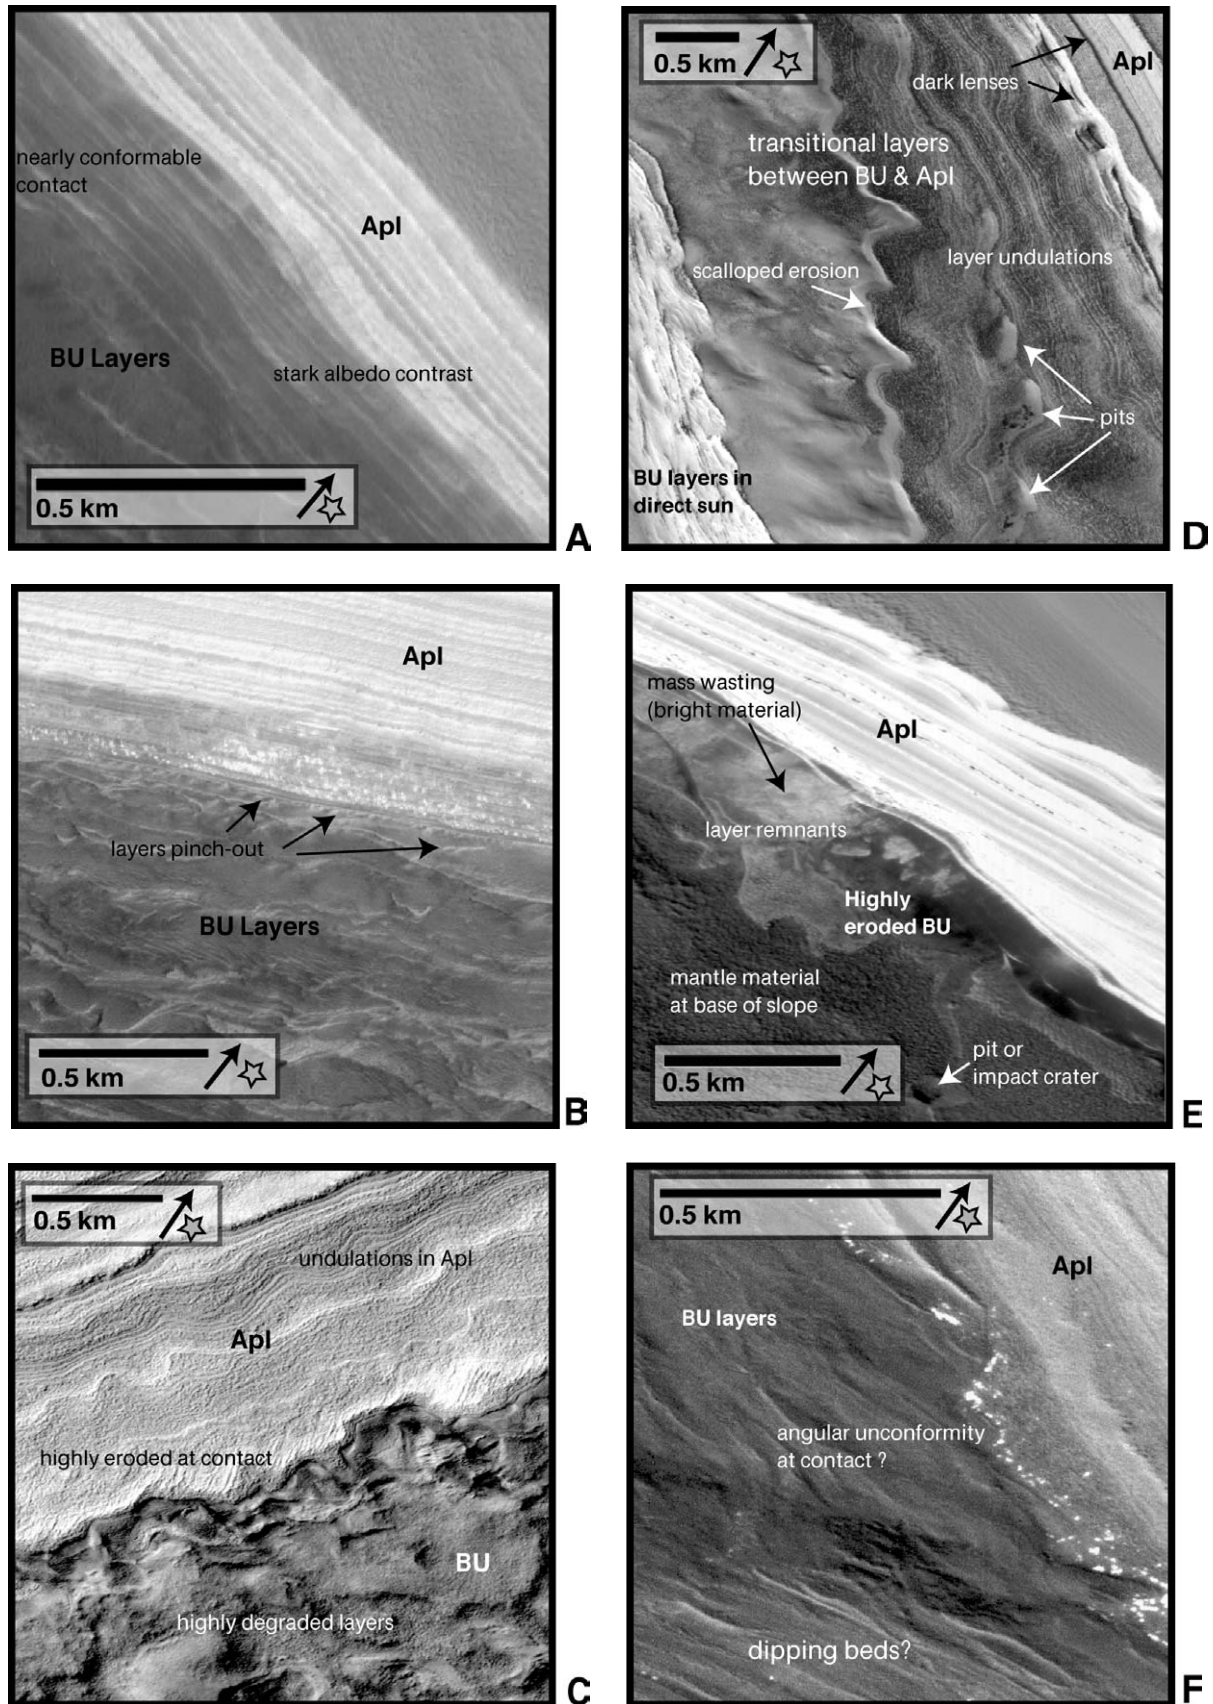 nearly conformable
contact
Apl
BU Layers
stark albedo contrast
0.5 km
A
Apl
layers pinch-out
BU Layers
0.5 km
B
0.5 km
undulations in Apl
Apl
highly eroded at contact
BU
highly degraded layers
C
0.5 km
Apl
dark lenses
transitional layers
between BU & Apl
layer undulations
scalloped erosion
pits
BU layers in
direct sun
D
mass wasting
(bright material)
Apl
layer remnants
Highly
eroded BU
mantle material
at base of slope
pit or
impact crater
0.5 km
E
0.5 km
Apl
BU layers
angular unconformity
at contact ?
dipping beds?
F